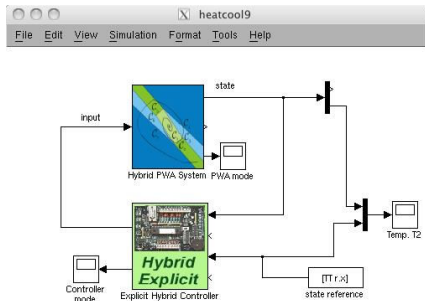 heatcool9
File Edit View Simulation Format Tools Help
state
input
Hybrid PWA System
PWA mode
Hybrid
Explicit
Temp. T2
[TT r.X]
state reference
Controller
mode
Explicit Hybrid Controller